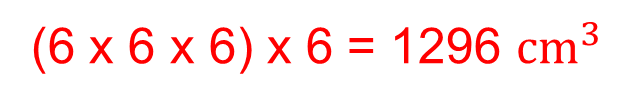 (6 x 6 x 6) x 6 = 1296 cm³